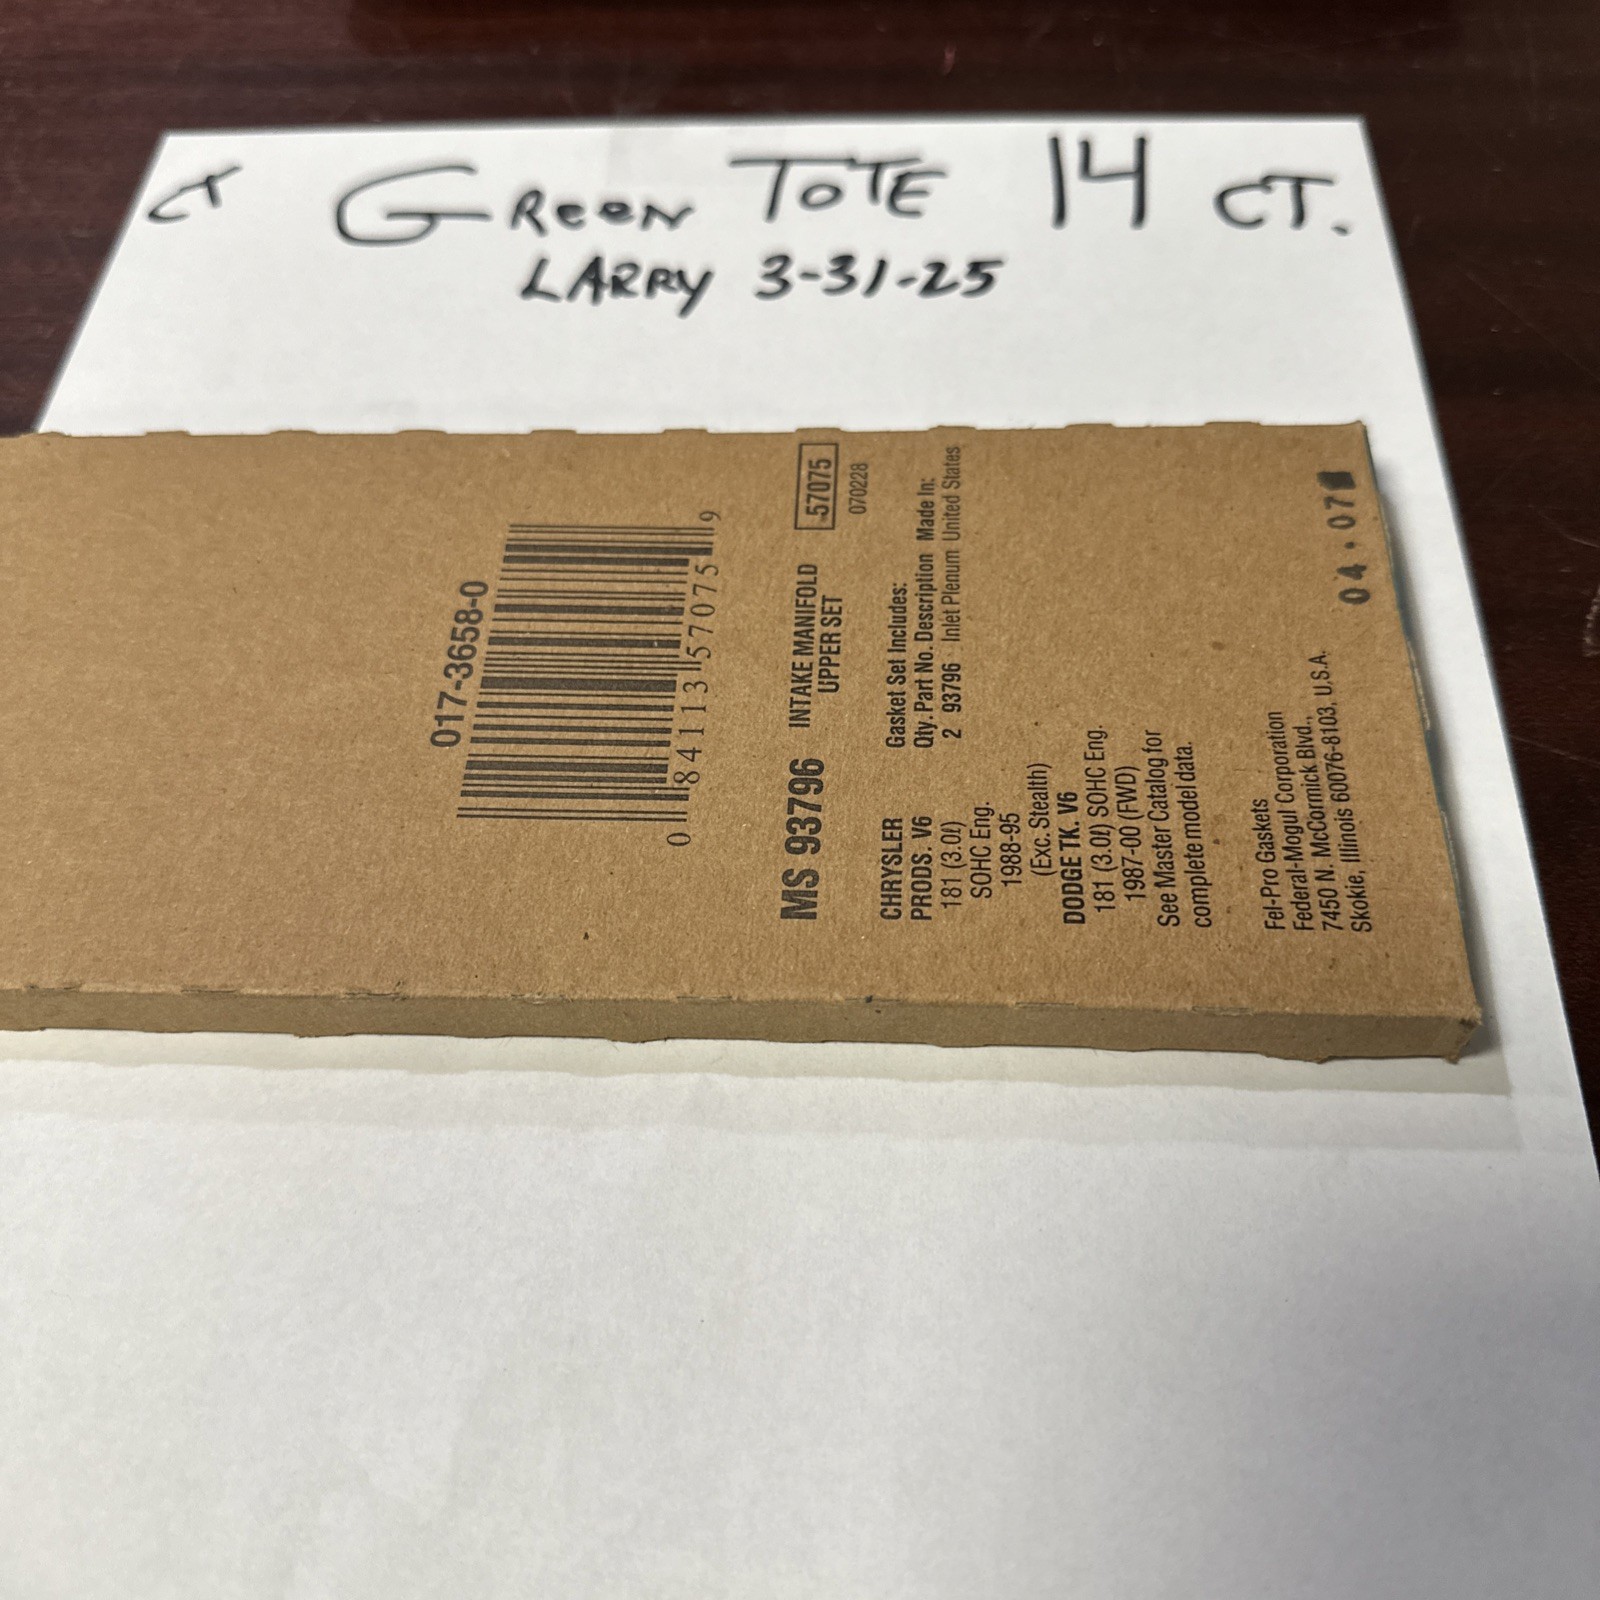 GREEN TOTE 14 CT.
LARRY 3-31-25
017-3658-0
0 84113 57075 9
MS 93796 INTAKE MANIFOLD 57075
UPPER SET
070228
CHRYSLER
PRODS. V6
181 (3.0ℓ)
SOHC Eng.
1988-95
(Exc. Stealth)
DODGE TK. V6
181 (3.0ℓ) SOHC Eng.
1987-00 (FWD)
See Master Catalog for
complete model data.
Gasket Set Includes:
Qty. Part No. Description Made In:
2 93796 Inlet Plenum United States
Fel-Pro Gaskets
Federal-Mogul Corporation
7450 N. McCormick Blvd.,
Skokie, Illinois 60076-8103, U.S.A.
04.07